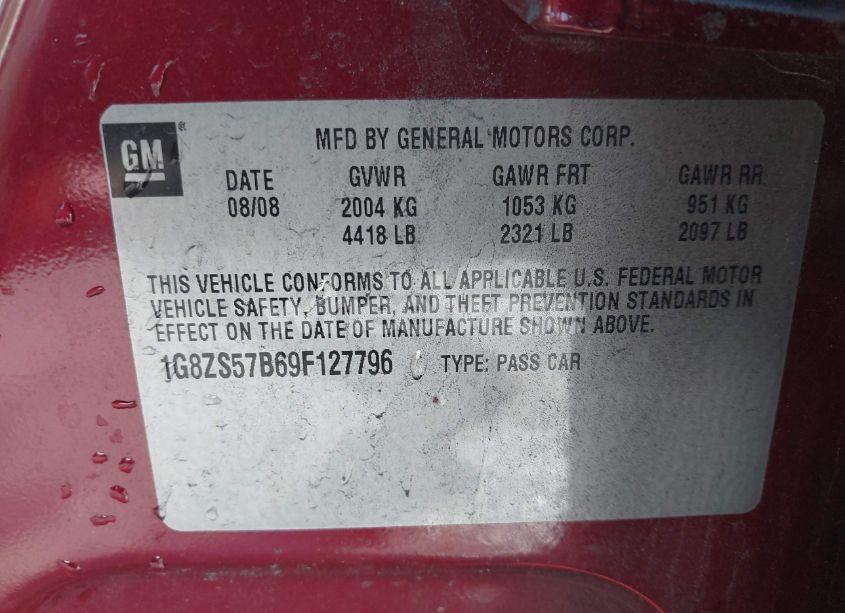 GM ®
MFD BY GENERAL MOTORS CORP.
DATE GVWR GAWR FRT GAWR RR
08/08 2004 KG 1053 KG 951 KG
4418 LB 2321 LB 2097 LB
THIS VEHICLE CONFORMS TO ALL APPLICABLE U.S. FEDERAL MOTOR
VEHICLE SAFETY, BUMPER, AND THEFT PREVENTION STANDARDS IN
EFFECT ON THE DATE OF MANUFACTURE SHOWN ABOVE.
1G8ZS57B69F127796 TYPE: PASS CAR